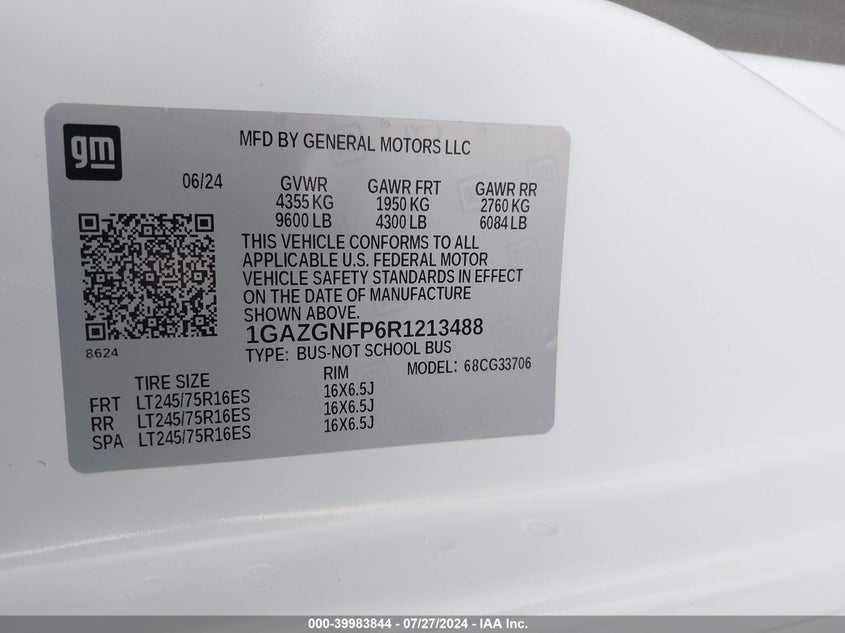 gm
MFD BY GENERAL MOTORS LLC
06/24 GVWR GAWR FRT GAWR RR
4355 KG 1950 KG 2760 KG
9600 LB 4300 LB 6084 LB
THIS VEHICLE CONFORMS TO ALL
APPLICABLE U.S. FEDERAL MOTOR
VEHICLE SAFETY STANDARDS IN EFFECT
ON THE DATE OF MANUFACTURE
SHOWN ABOVE.
1GAZGNFP6R1213488
8624
TYPE: BUS-NOT SCHOOL BUS
MODEL: 68CG33706
TIRE SIZE RIM
FRT LT245/75R16ES 16X6.5J
RR LT245/75R16ES 16X6.5J
SPA LT245/75R16ES 16X6.5J
000-39983844 / 07/27/2024 - IAA Inc.